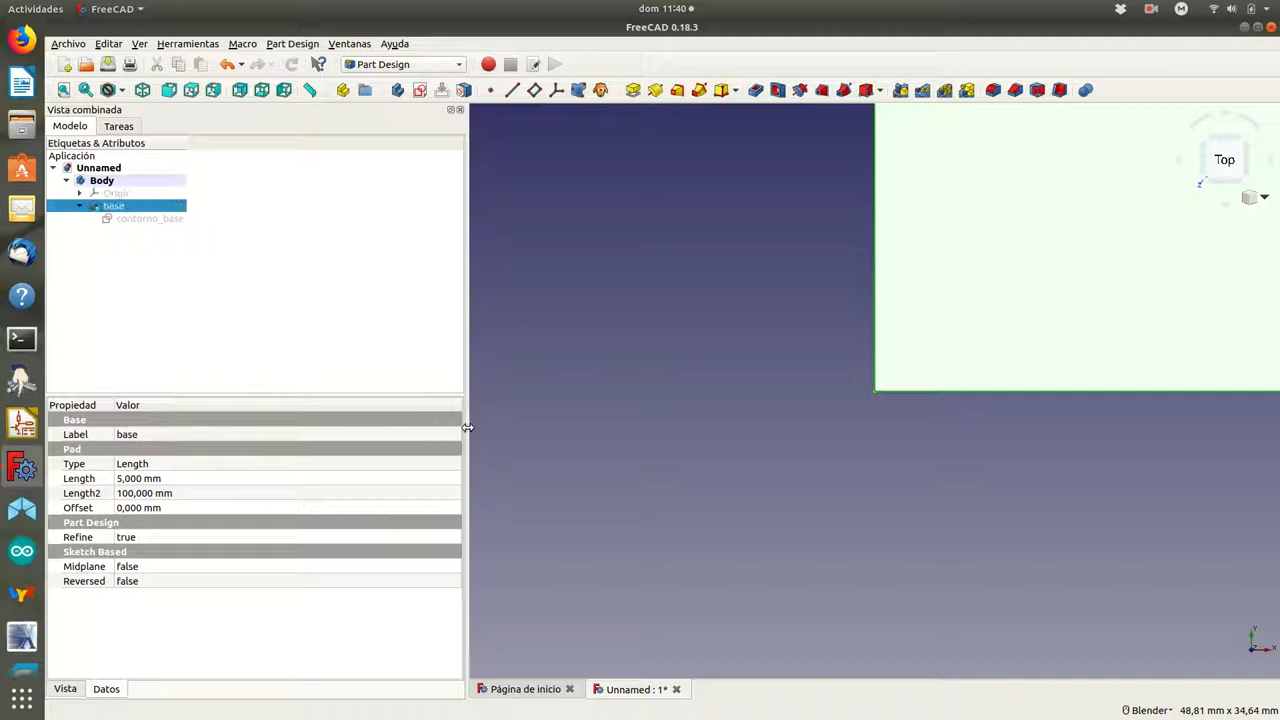 Actividades
FreeCAD
dom 11:40
FreeCAD 0.18.3
Archivo Editar Ver Herramientas Macro Part Design Ventanas Ayuda
Part Design
Vista combinada
Modelo Tareas
Etiquetas & Atributos
Aplicación
Unnamed
Body
Origin
base
contorno_base
Top
Z
Propiedad Valor
Base
Label base
Pad
Type Length
Length 5,000 mm
Length2 100,000 mm
Offset 0,000 mm
Part Design
Refine true
Sketch Based
Midplane false
Reversed false
Y
X
Vista Datos
Página de inicio
Unnamed : 1*
Blender
48,81 mm x 34,64 mm